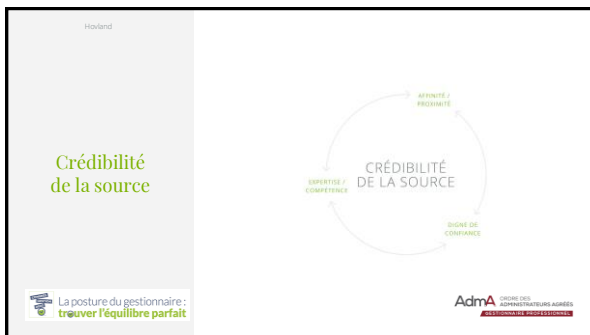 Hovland
Crédibilité
de la source
AFFINITÉ /
PROXIMITÉ
CRÉDIBILITÉ
DE LA SOURCE
EXPERTISE /
COMPÉTENCE
DIGNE DE
CONFIANCE
La posture du gestionnaire :
trouver l'équilibre parfait
AdmA
ORDRE DES
ADMINISTRATEURS AGRÉÉS
GESTIONNAIRE PROFESSIONNEL